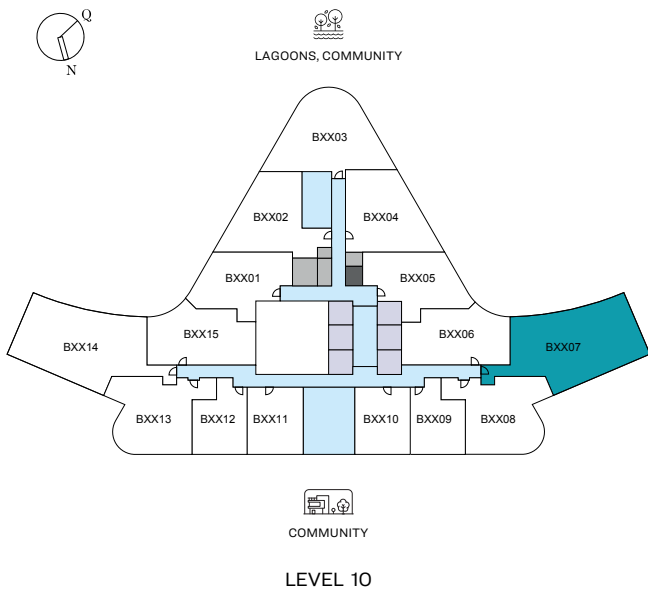 Q
N
LAGOONS, COMMUNITY
BXX03
BXX02
BXX04
BXX01
BXX05
BXX14
BXX15
BXX06
BXX07
BXX13
BXX12
BXX11
BXX10
BXX09
BXX08
COMMUNITY
LEVEL 10